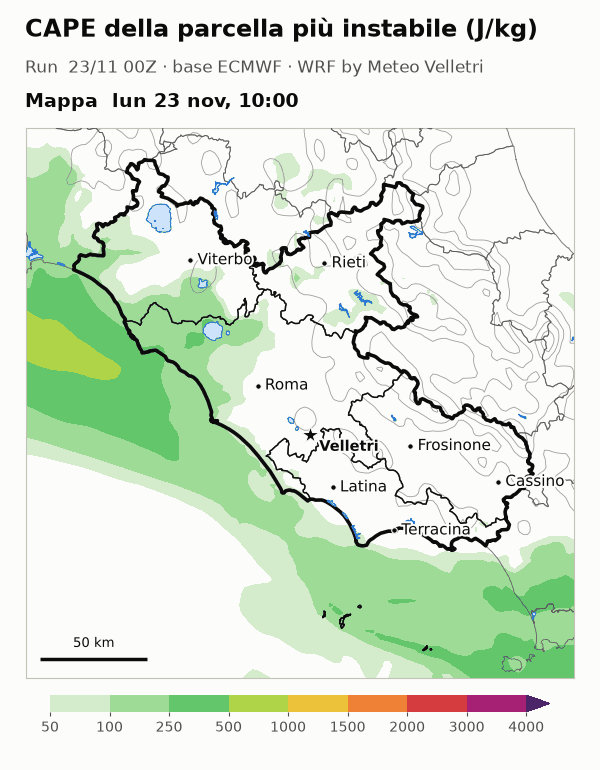 CAPE della parcella più instabile (J/kg)
Run  23/11 00Z · base ECMWF · WRF by Meteo Velletri
Mappa  lun 23 nov, 10:00
Viterbo
Rieti
Roma
Velletri
Frosinone
Cassino
Latina
Terracina
50 km
50 100 250 500 1000 1500 2000 3000 4000